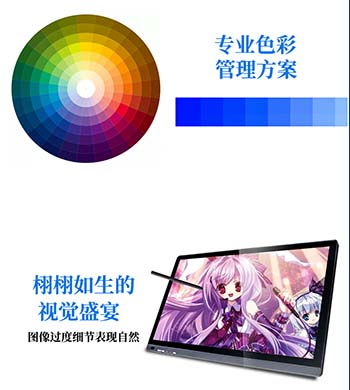 专业色彩
管理方案
栩栩如生的
视觉盛宴
图像过度细节表现自然